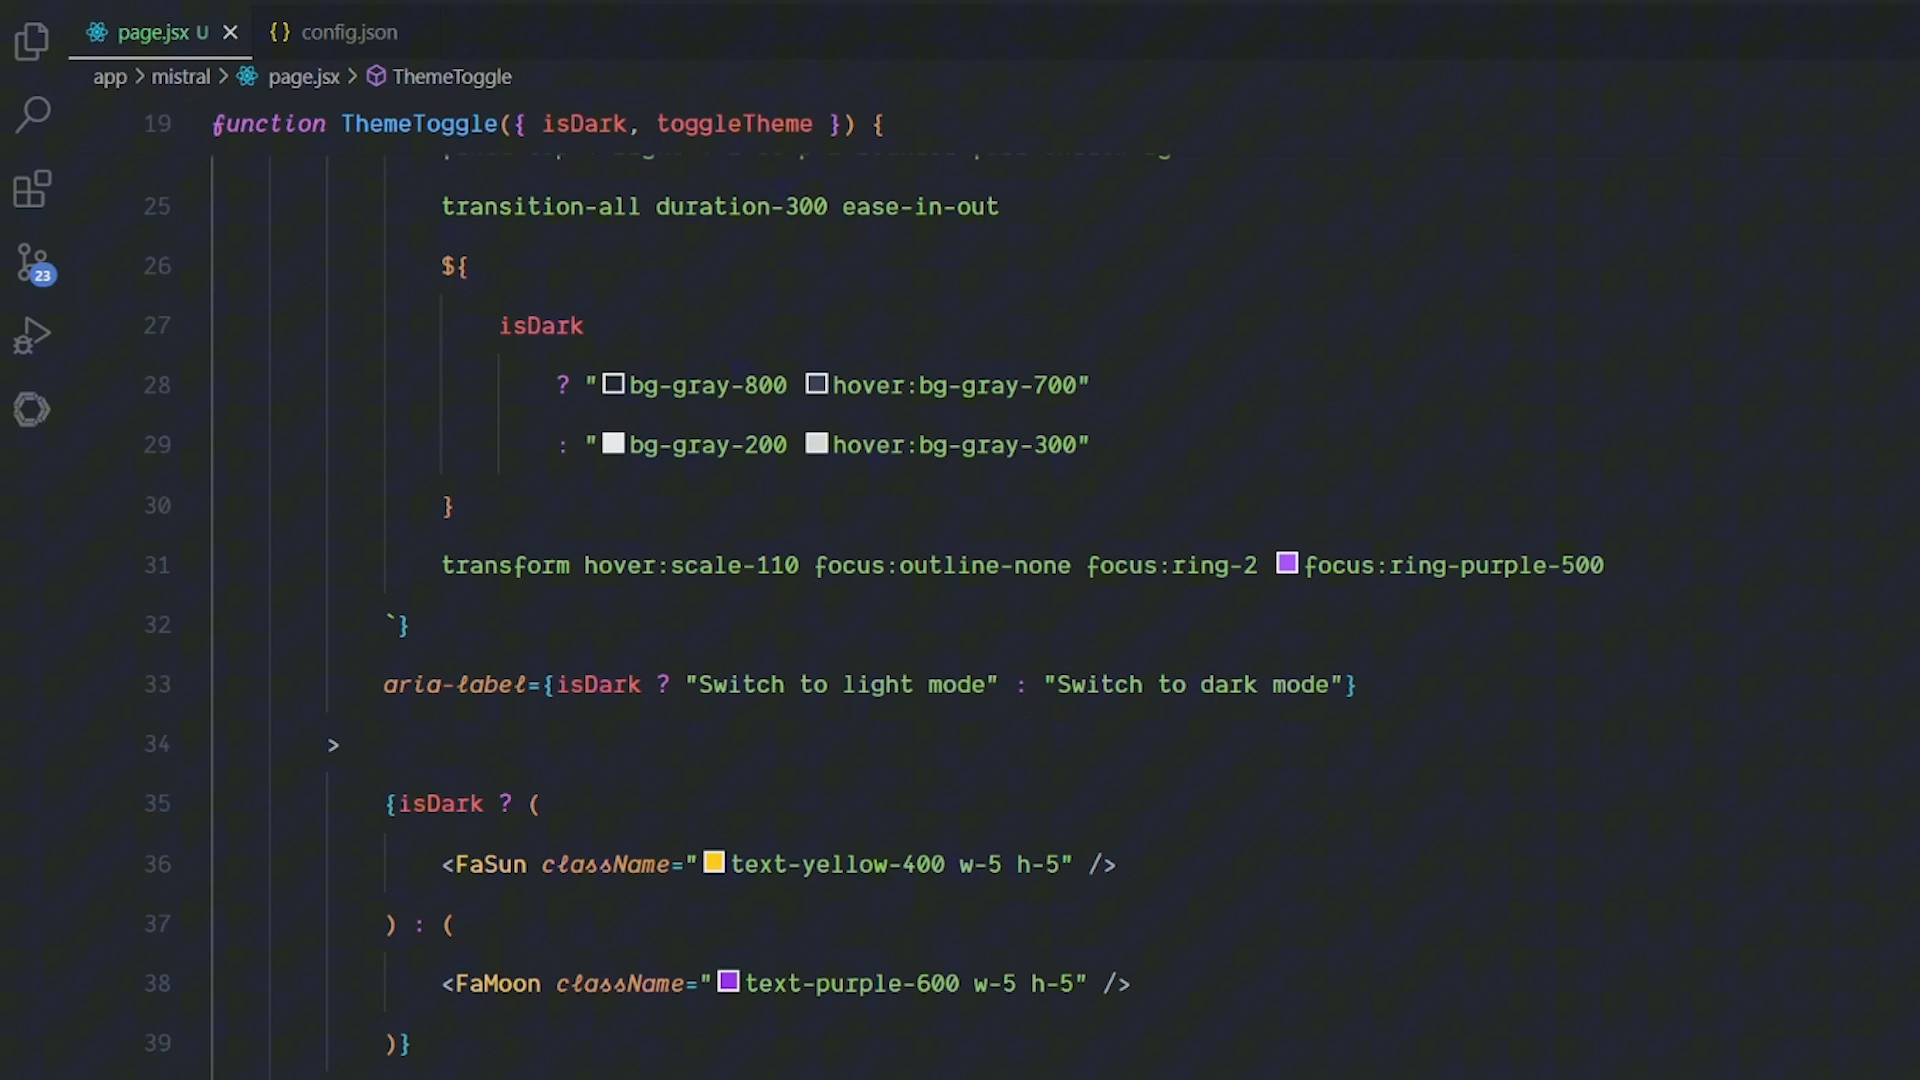 page.jsx U
config.json
app > mistral > page.jsx > ThemeToggle
19 function ThemeToggle({ isDark, toggleTheme }) {
25 transition-all duration-300 ease-in-out
26 ${
27 isDark
28 ? "bg-gray-800 hover:bg-gray-700"
29 : "bg-gray-200 hover:bg-gray-300"
30 }
31 transform hover:scale-110 focus:outline-none focus:ring-2 focus:ring-purple-500
32 `}
33 aria-label={isDark ? "Switch to light mode" : "Switch to dark mode"}
34 >
35 {isDark ? (
36 <FaSun className="text-yellow-400 w-5 h-5" />
37 ) : (
38 <FaMoon className="text-purple-600 w-5 h-5" />
39 )}
23